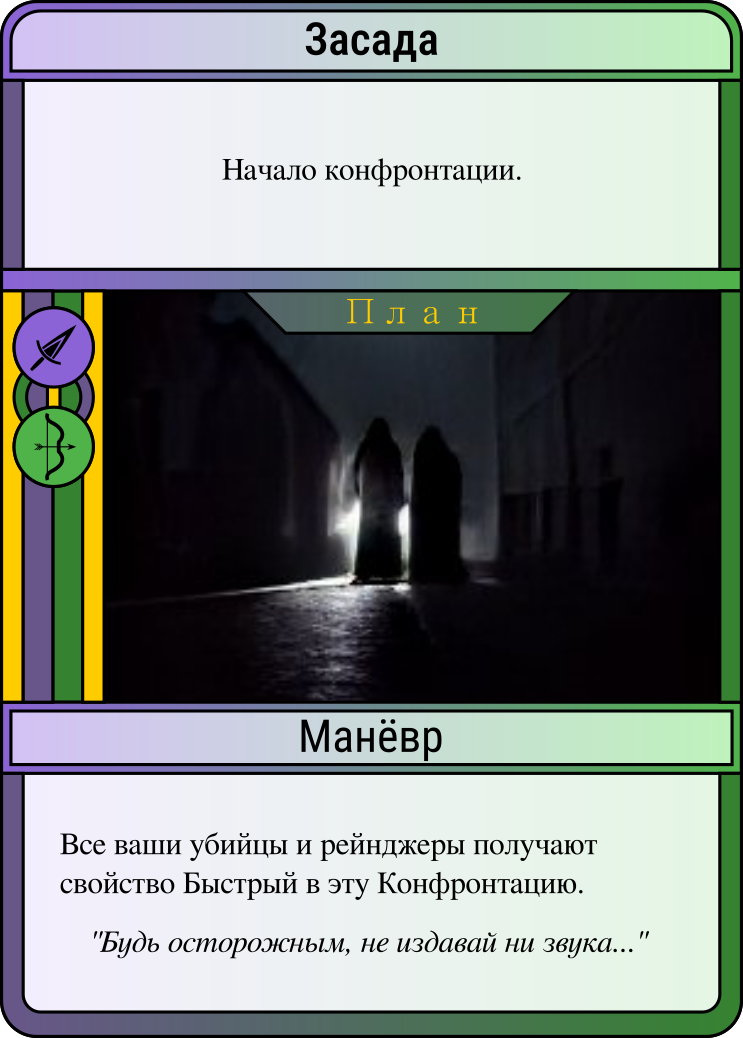 Засада
Начало конфронтации.
План
Манёвр
Все ваши убийцы и рейнджеры получают
свойство Быстрый в эту Конфронтацию.
"Будь осторожным, не издавай ни звука..."